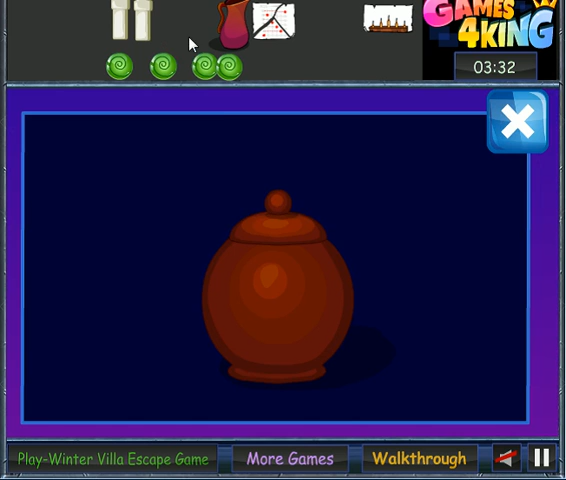 GAMES
4KING
03:32
Play-Winter Villa Escape Game
More Games
Walkthrough